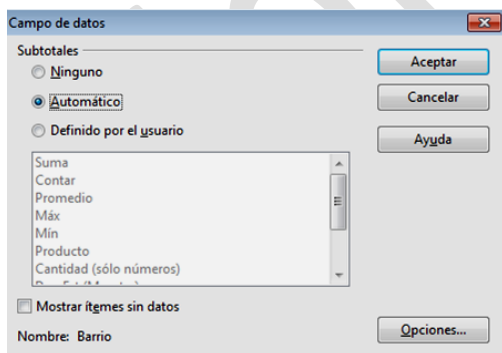 Campo de datos
Subtotales
Ninguno
Automático
Definido por el usuario
Suma
Contar
Promedio
Máx
Mín
Producto
Cantidad (sólo números)
Mostrar ítemes sin datos
Nombre: Barrio
Aceptar
Cancelar
Ayuda
Opciones...